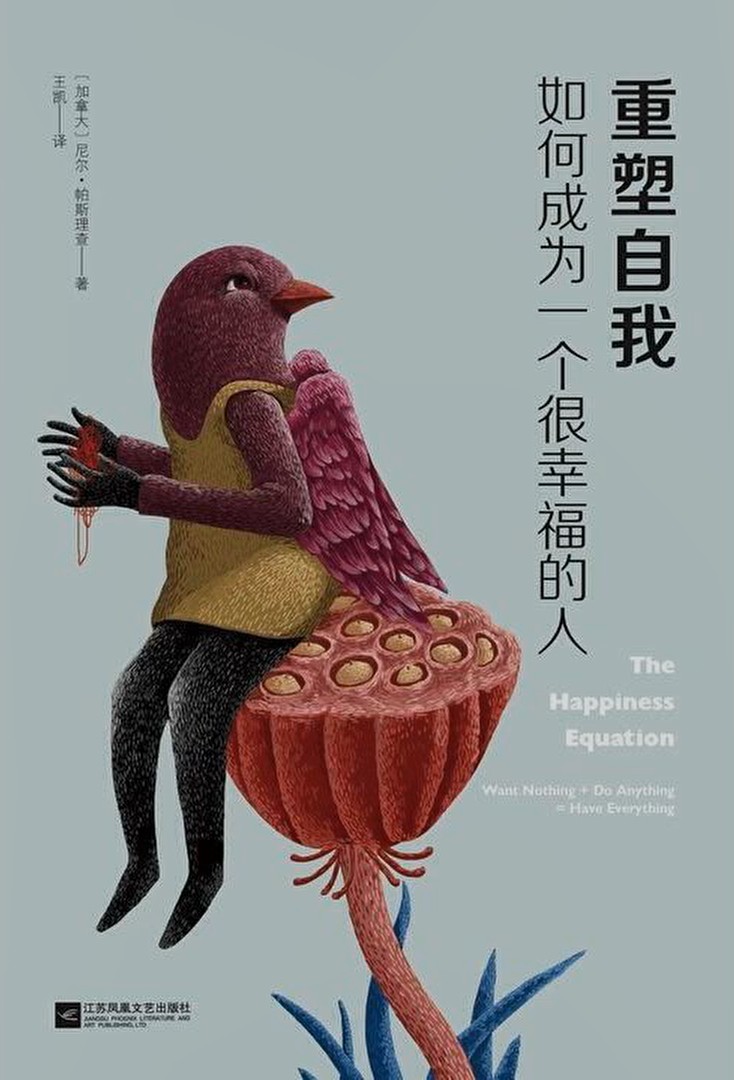 重塑自我
如何成为一个很幸福的人
The
Happiness
Equation
Want Nothing + Do Anything
= Have Everything
［加拿大］尼尔·帕斯理查——著
王凯——译
江苏凤凰文艺出版社
JIANGSU PHOENIX LITERATURE AND
ART PUBLISHING, LTD